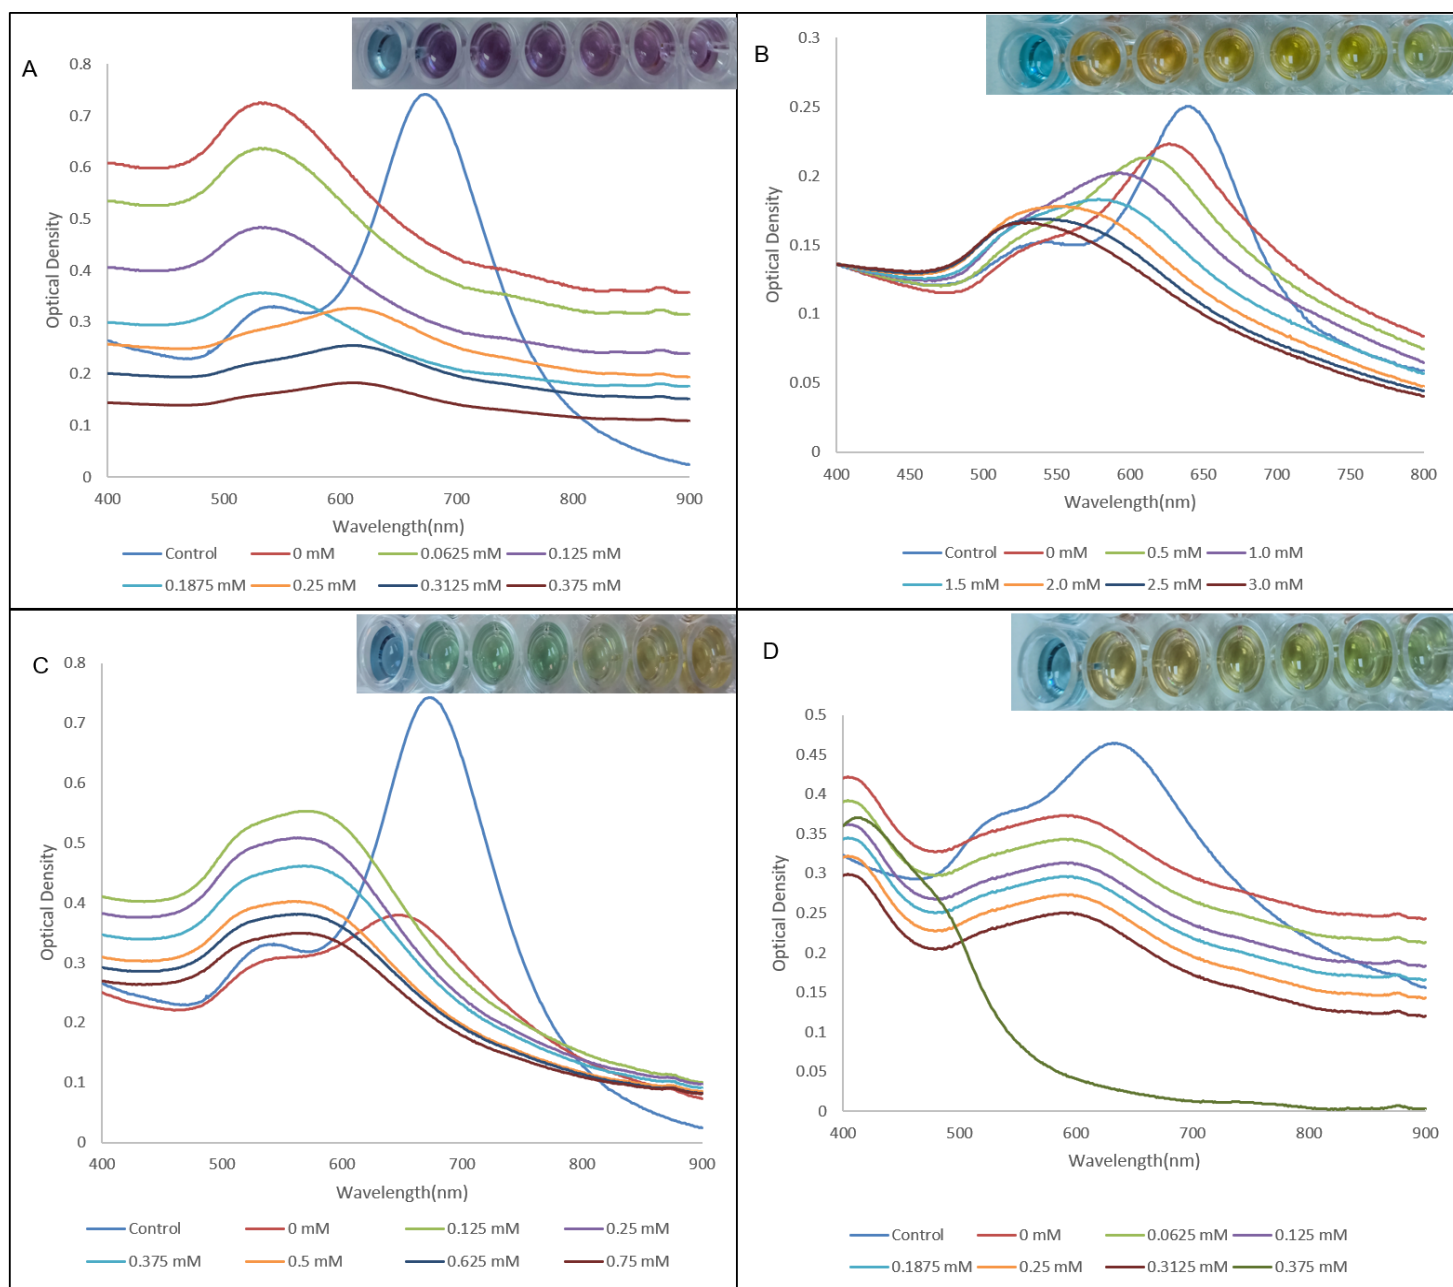 A
0.8
0.7
0.6
0.5
0.4
0.3
0.2
0.1
0
Optical Density
400 500 600 700 800 900
Wavelength(nm)
Control 0 mM 0.0625 mM 0.125 mM
0.1875 mM 0.25 mM 0.3125 mM 0.375 mM
B
0.3
0.25
0.2
0.15
0.1
0.05
0
Optical Density
400 450 500 550 600 650 700 750 800
Wavelength(nm)
Control 0 mM 0.5 mM 1.0 mM
1.5 mM 2.0 mM 2.5 mM 3.0 mM
C
0.8
0.7
0.6
0.5
0.4
0.3
0.2
0.1
0
Optical Density
400 500 600 700 800 900
Wavelength(nm)
Control 0 mM 0.125 mM 0.25 mM
0.375 mM 0.5 mM 0.625 mM 0.75 mM
D
0.5
0.45
0.4
0.35
0.3
0.25
0.2
0.15
0.1
0.05
0
Optical Density
400 500 600 700 800 900
Wavelength(nm)
Control 0 mM 0.0625 mM 0.125 mM
0.1875 mM 0.25 mM 0.3125 mM 0.375 mM